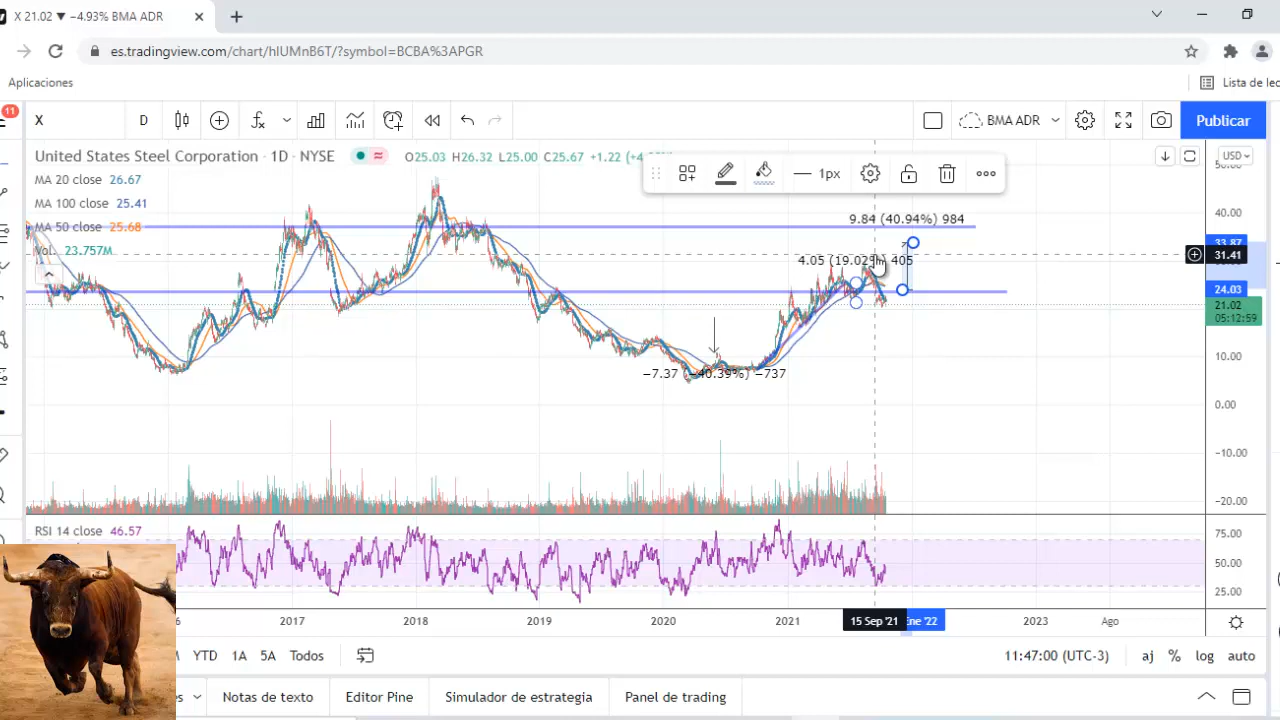 X 21.02 ▼ −4.93% BMA ADR
es.tradingview.com/chart/hIUMnB6T/?symbol=BCBA%3APGR
Aplicaciones
Lista de lec
11
X
D
BMA ADR
Publicar
United States Steel Corporation · 1D · NYSE
O25.03 H26.32 L25.00 C25.67 +1.22
USD
1px
MA 20 close 26.67
MA 100 close 25.41
MA 50 close 25.68
Vol. 23.757M
9.84 (40.94%) 984
4.05 (19.02%) 405
−7.37 (−40.39%) −737
40.00
33.87
31.41
24.03
21.02
05:12:59
10.00
0.00
−10.00
−20.00
RSI 14 close 46.57
75.00
50.00
25.00
2017
2018
2019
2020
2021
15 Sep '21
Ene '22
2023
Ago
YTD
1A
5A
Todos
11:47:00 (UTC-3)
aj
%
log
auto
Notas de texto
Editor Pine
Simulador de estrategia
Panel de trading